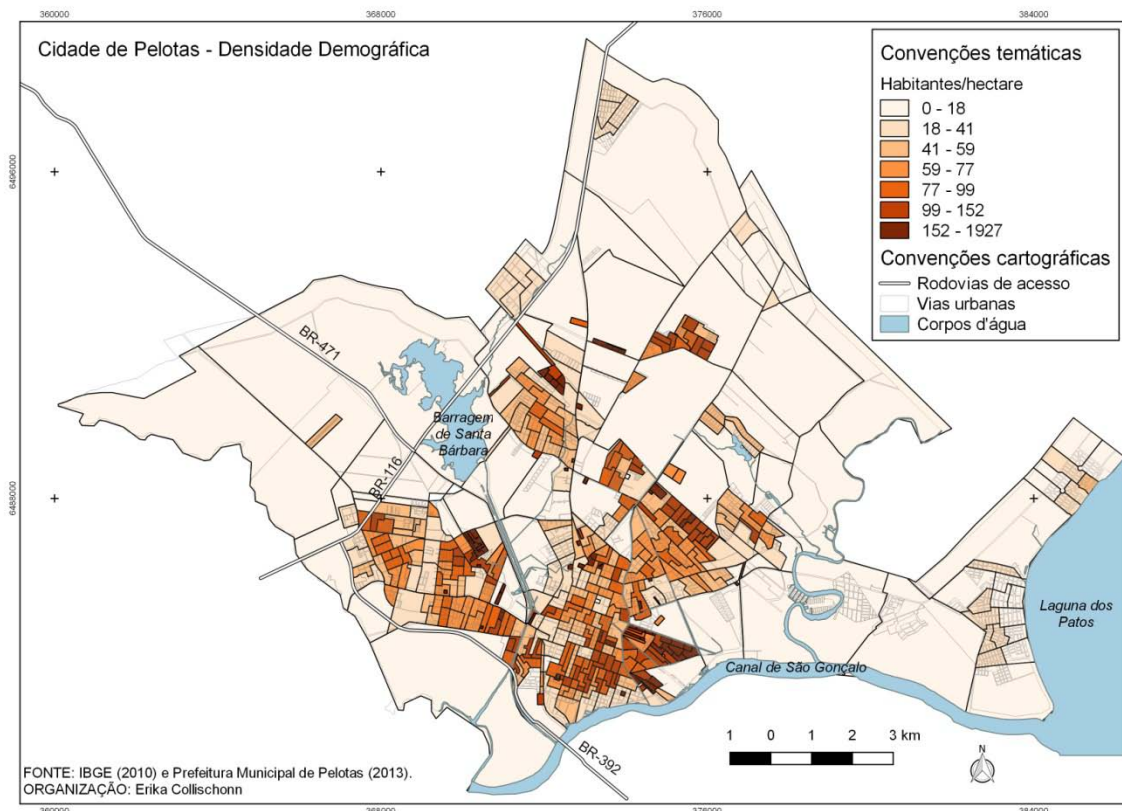 360000
368000
376000
384000
Cidade de Pelotas - Densidade Demográfica
Convenções temáticas
Habitantes/hectare
0 - 18
18 - 41
41 - 59
59 - 77
77 - 99
99 - 152
152 - 1927
Convenções cartográficas
Rodovias de acesso
Vias urbanas
Corpos d'água
6496000
BR-471
Barragem
de Santa
Bárbara
BR-116
6488000
Laguna dos
Patos
Canal de São Gonçalo
1 0 1 2 3 km
N
BR-392
FONTE: IBGE (2010) e Prefeitura Municipal de Pelotas (2013).
ORGANIZAÇÃO: Erika Collischonn
360000
368000
376000
384000